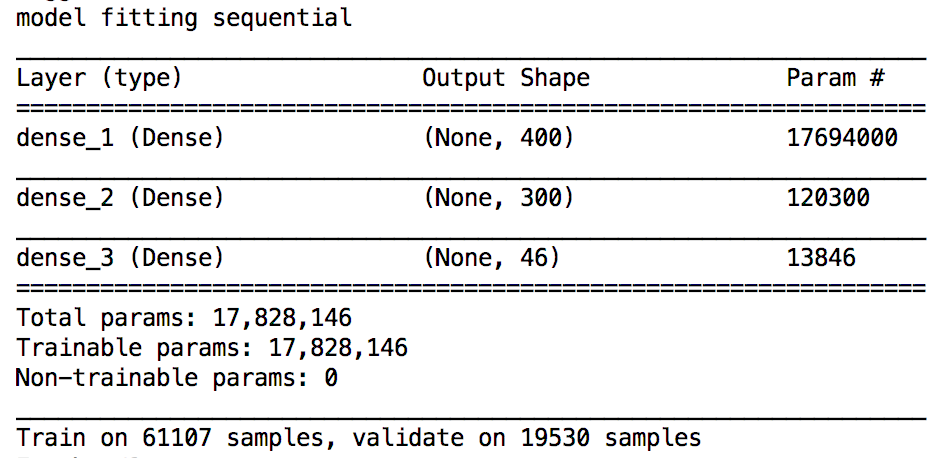 model fitting sequential
Layer (type) Output Shape Param #
dense_1 (Dense) (None, 400) 17694000
dense_2 (Dense) (None, 300) 120300
dense_3 (Dense) (None, 46) 13846
Total params: 17,828,146
Trainable params: 17,828,146
Non-trainable params: 0
Train on 61107 samples, validate on 19530 samples